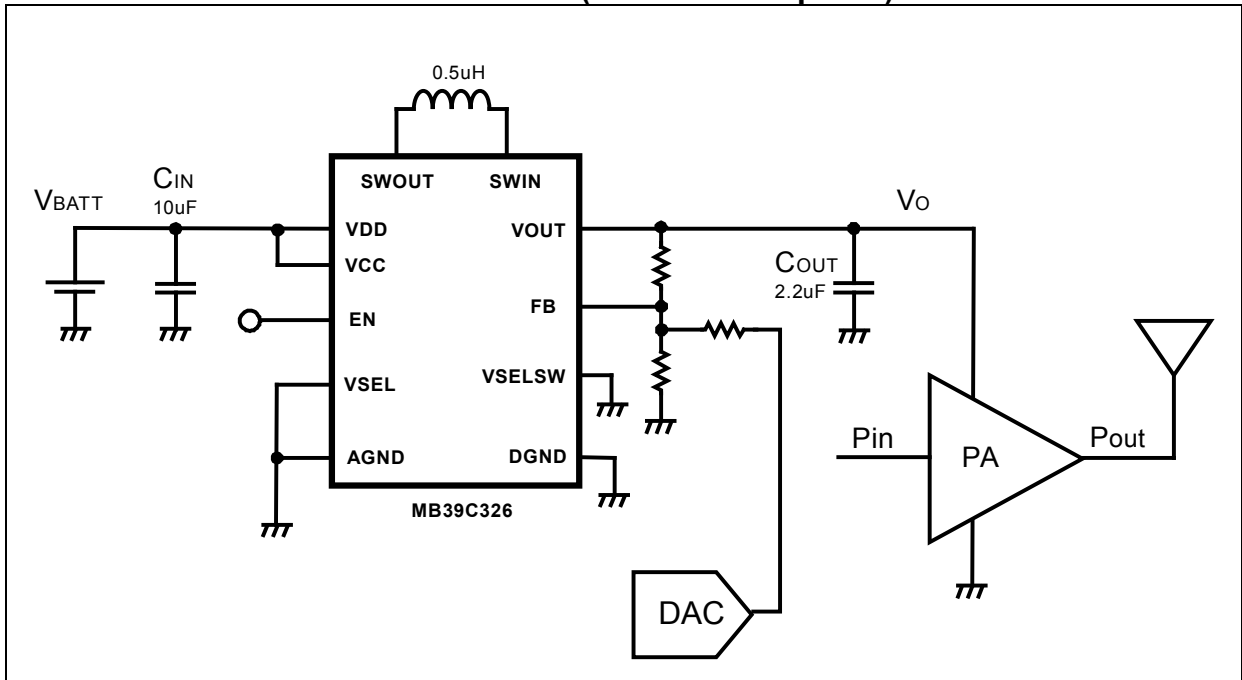 0.5uH
SWOUT SWIN
VBATT
CIN
10uF
VDD
VCC
EN
VSEL
AGND
VOUT
FB
VSELSW
DGND
MB39C326
VO
COUT
2.2uF
Pin
PA
Pout
DAC